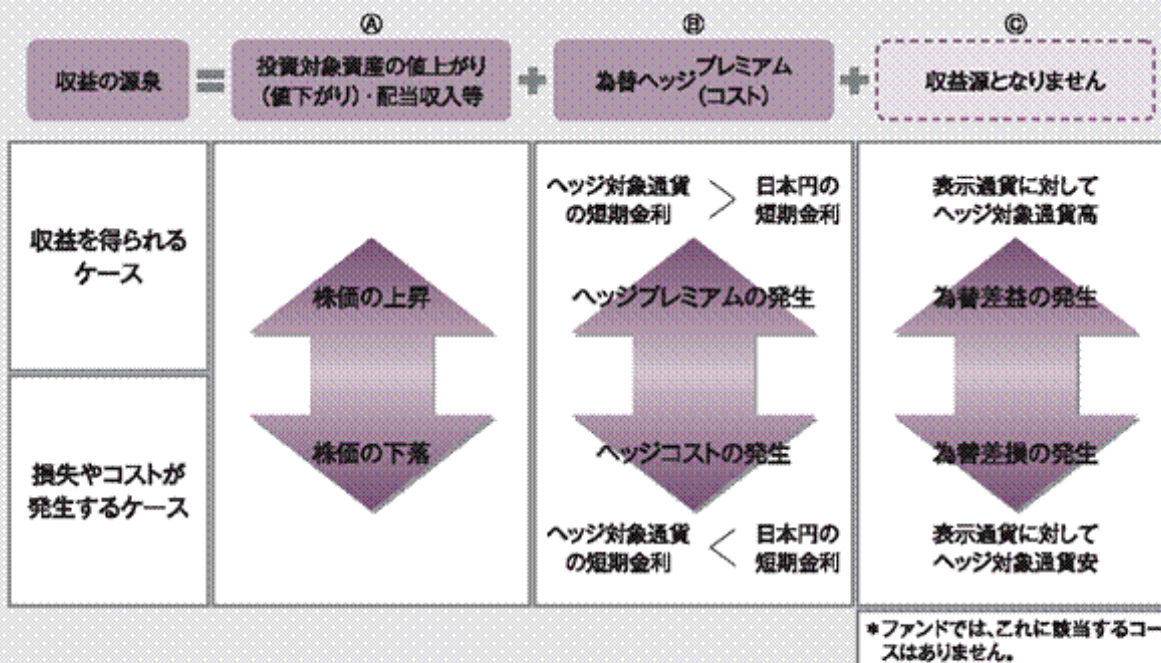 Ⓐ
Ⓑ
Ⓒ
収益の源泉
=
投資対象資産の値上がり
(値下がり)・配当収入等
+
為替ヘッジプレミアム
(コスト)
+
収益源となりません
収益を得られる
ケース
株価の上昇
ヘッジ対象通貨
の短期金利
>
日本円の
短期金利
ヘッジプレミアムの発生
表示通貨に対して
ヘッジ対象通貨高
為替差益の発生
損失やコストが
発生するケース
株価の下落
ヘッジコストの発生
ヘッジ対象通貨
の短期金利
<
日本円の
短期金利
為替差損の発生
表示通貨に対して
ヘッジ対象通貨安
*ファンドでは、これに該当するコー
スはありません。